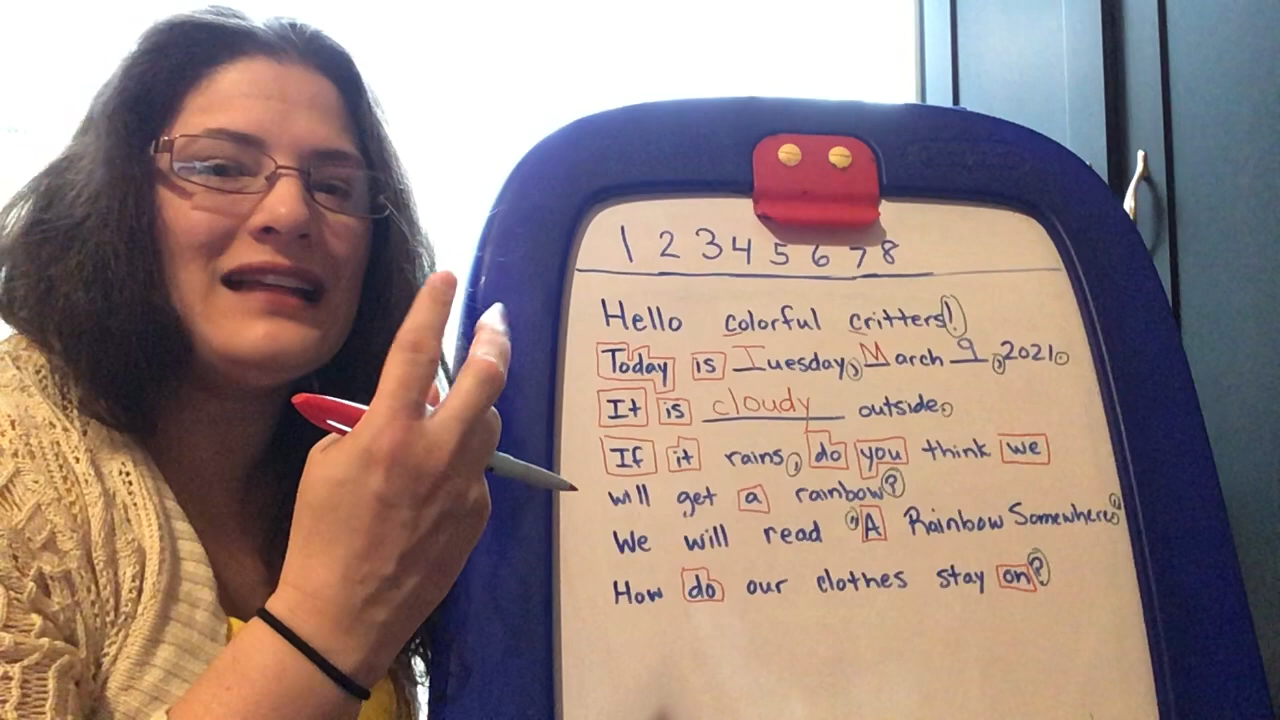 1 2 3 4 5 6 7 8
Hello colorful critters!
Today is Tuesday, March 9, 2021.
It is cloudy outside.
If it rains, do you think we
will get a rainbow?
We will read "A Rainbow Somewhere"
How do our clothes stay on?